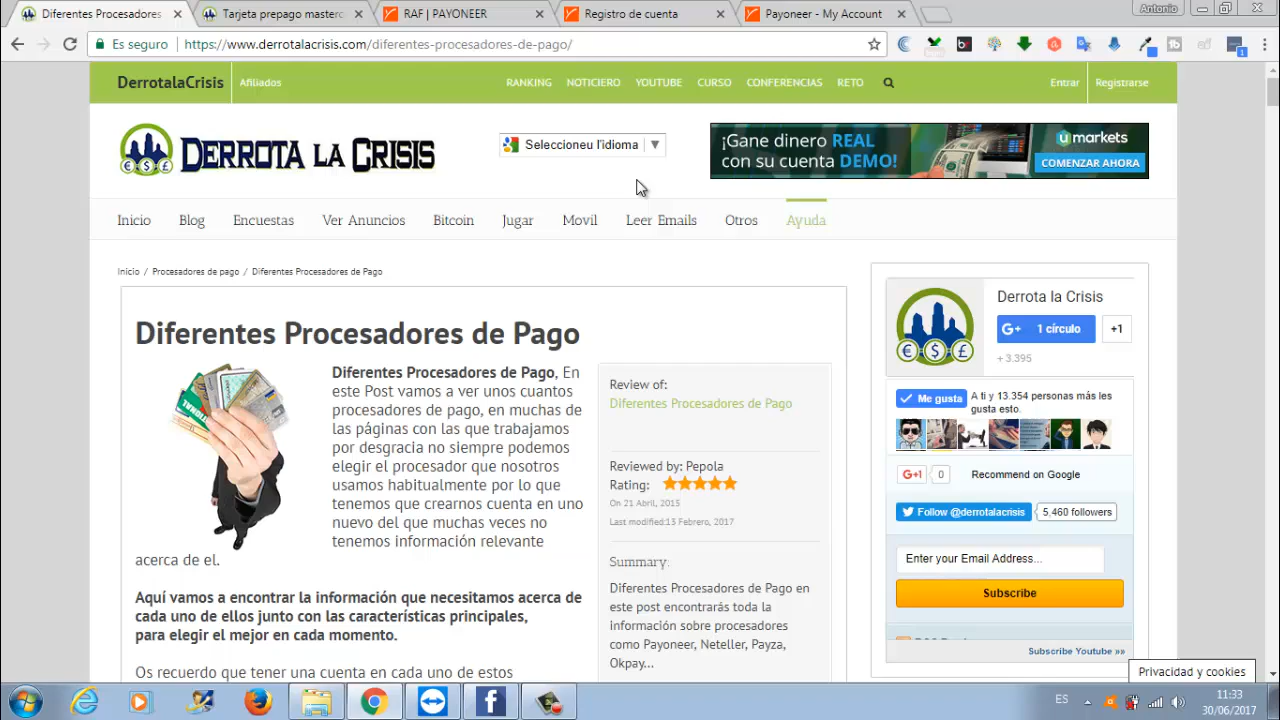 Diferentes Procesadores
Tarjeta prepago masterc
RAF | PAYONEER
Registro de cuenta
Payoneer - My Account
Antonio
Es seguro
https://www.derrotalacrisis.com/diferentes-procesadores-de-pago/
DerrotalaCrisis
Afiliados
RANKING
NOTICIERO
YOUTUBE
CURSO
CONFERENCIAS
RETO
Entrar
Registrarse
DERROTA LA CRISIS
Seleccioneu l'idioma
¡Gane dinero REAL
con su cuenta DEMO!
umarkets
COMENZAR AHORA
Inicio
Blog
Encuestas
Ver Anuncios
Bitcoin
Jugar
Movil
Leer Emails
Otros
Ayuda
Inicio / Procesadores de pago / Diferentes Procesadores de Pago
Diferentes Procesadores de Pago
Diferentes Procesadores de Pago, En
este Post vamos a ver unos cuantos
procesadores de pago, en muchas de
las páginas con las que trabajamos
por desgracia no siempre podemos
elegir el procesador que nosotros
usamos habitualmente por lo que
tenemos que crearnos cuenta en uno
nuevo del que muchas veces no
tenemos información relevante
acerca de el.
Aquí vamos a encontrar la información que necesitamos acerca de
cada uno de ellos junto con las características principales,
para elegir el mejor en cada momento.
Os recuerdo que tener una cuenta en cada uno de estos
Review of:
Diferentes Procesadores de Pago
Reviewed by: Pepola
Rating:
On 21 Abril, 2015
Last modified:13 Febrero, 2017
Summary:
Diferentes Procesadores de Pago en
este post encontrarás toda la
información sobre procesadores
como Payoneer, Neteller, Payza,
Okpay...
Derrota la Crisis
G+ 1 círculo
+1
+ 3.395
Me gusta
A ti y 13.354 personas más les
gusta esto.
G+1
0
Recommend on Google
Follow @derrotalacrisis
5,460 followers
Enter your Email Address...
Subscribe
Subscribe Youtube »»
Privacidad y cookies
ES
11:33
30/06/2017